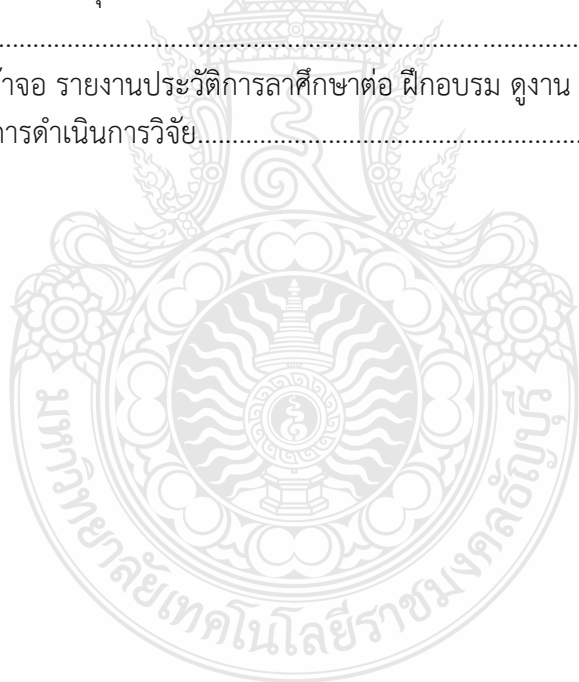 ....................................................................................
้าจอ รายงานประวัติการลาศึกษาต่อ ฝึกอบรม ดูงาน
การดำเนินการวิจัย.......................................................
มหาวิทยาลัยเทคโนโลยีราชมงคลธัญบุรี